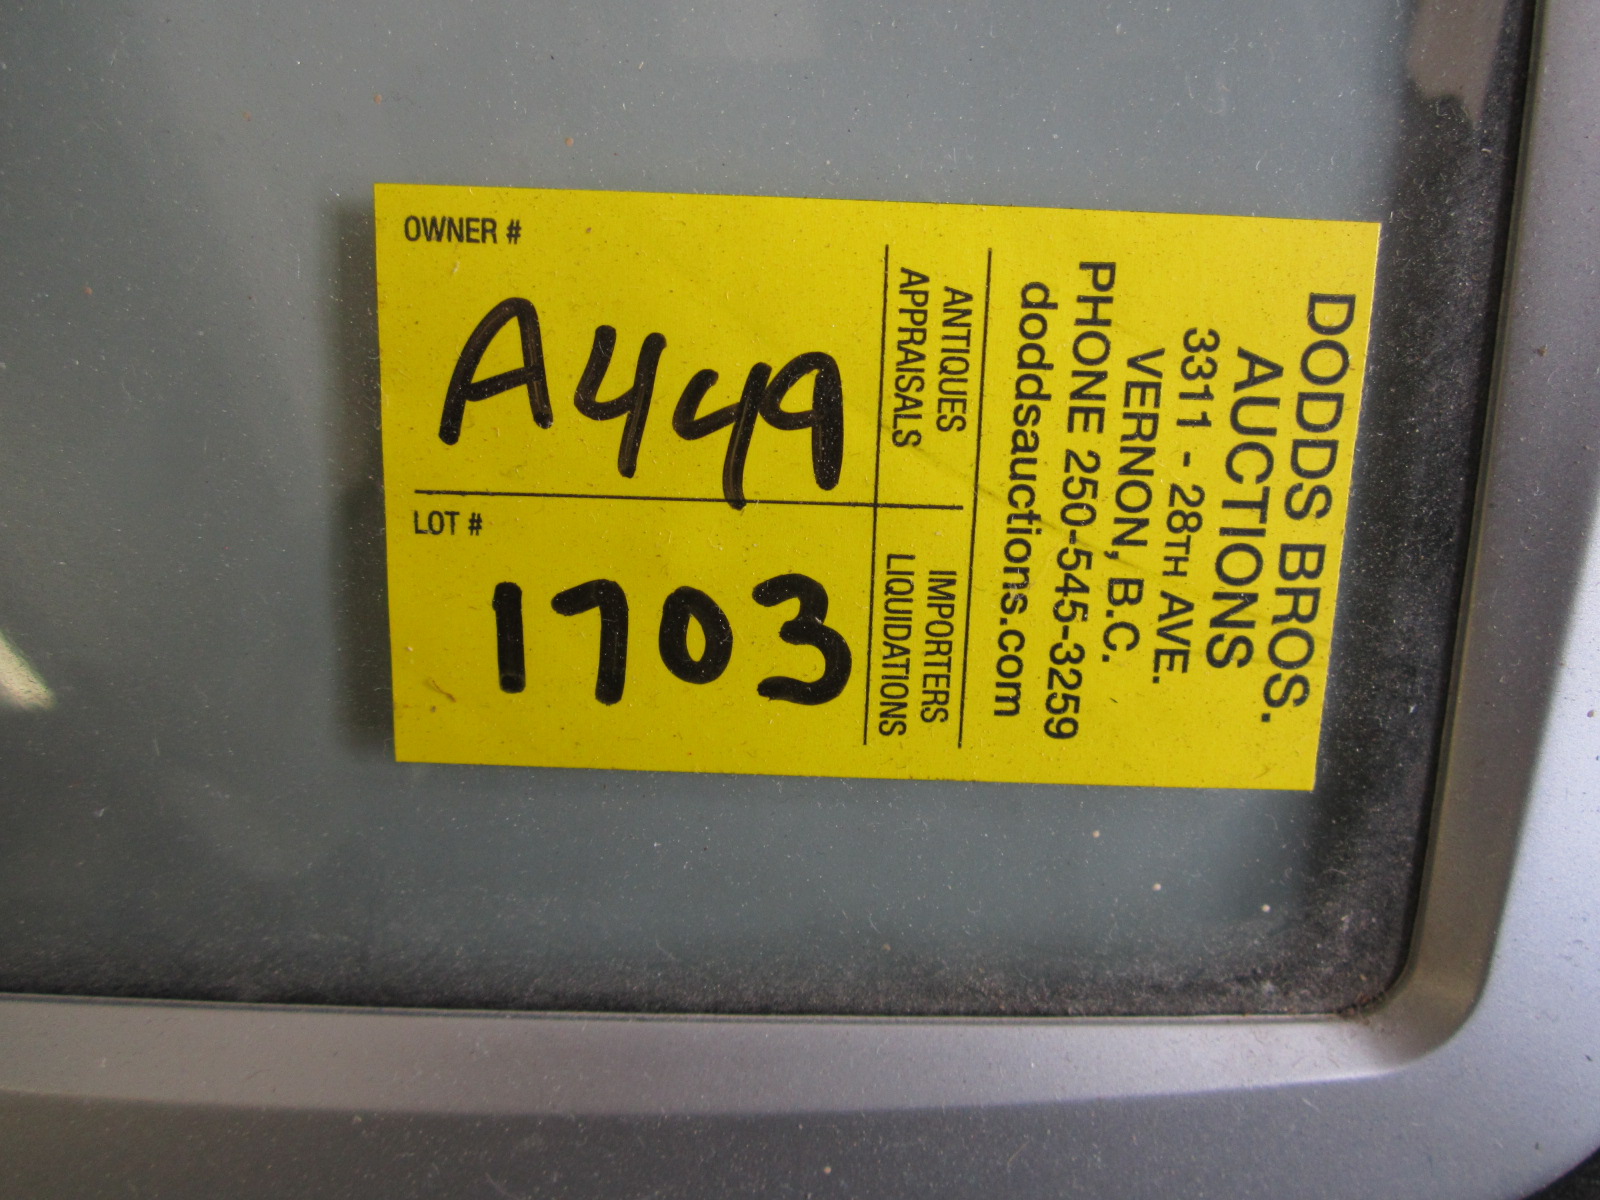 DODDS BROS.
AUCTIONS
3311 - 28TH AVE.
VERNON, B.C.
PHONE 250-545-3259
doddsauctions.com
ANTIQUES
APPRAISALS
IMPORTERS
LIQUIDATIONS
OWNER #
A449
LOT #
1703